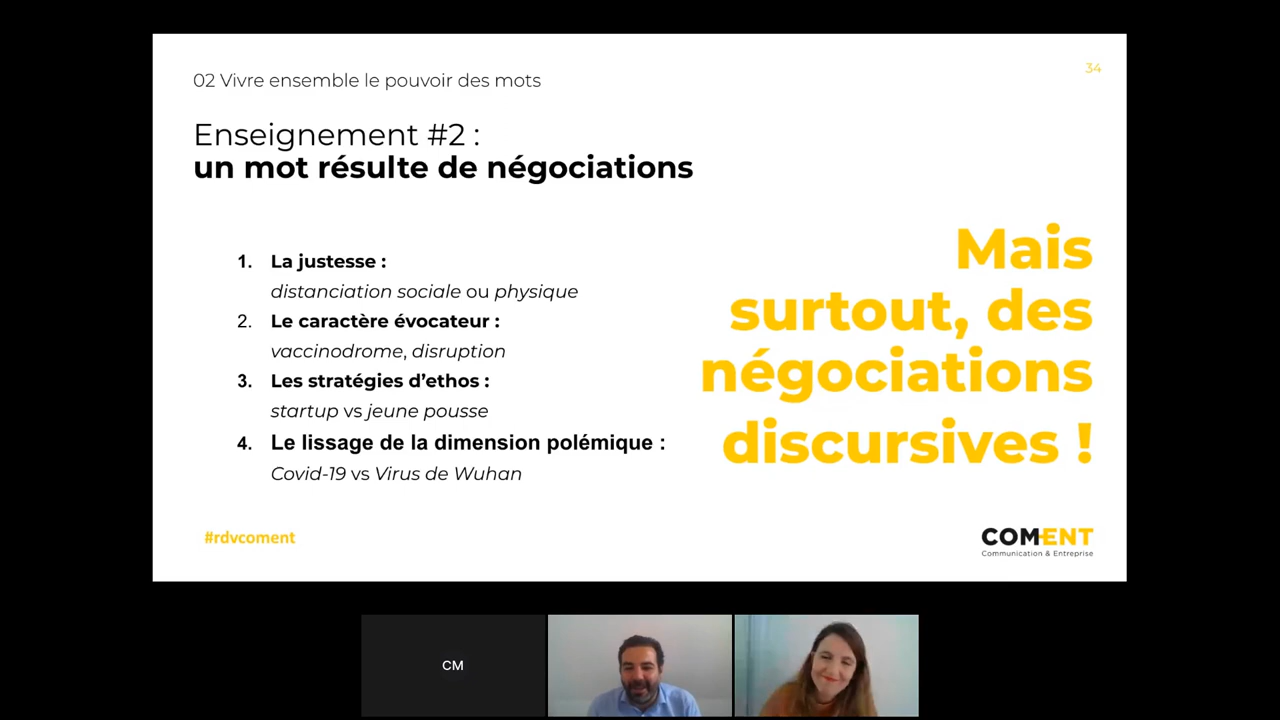 02 Vivre ensemble le pouvoir des mots
34
Enseignement #2 :
un mot résulte de négociations
1. La justesse :
distanciation sociale ou physique
2. Le caractère évocateur :
vaccinodrome, disruption
3. Les stratégies d’ethos :
startup vs jeune pousse
4. Le lissage de la dimension polémique :
Covid-19 vs Virus de Wuhan
Mais
surtout, des
négociations
discursives !
#rdvcoment
COMENT
Communication & Entreprise
CM